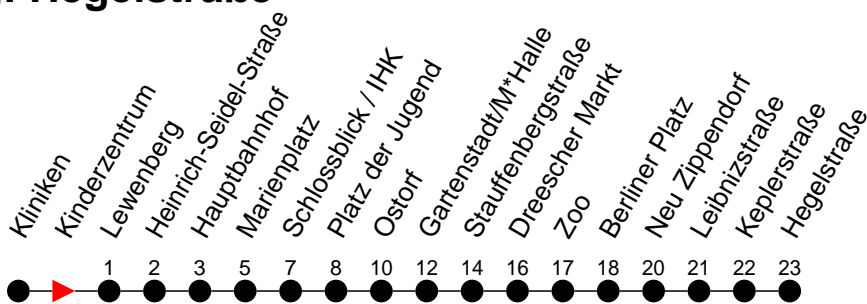 Hegelstraße
Kliniken
Kinderzentrum
Lewenberg
Heinrich-Seidel-Straße
Hauptbahnhof
Marienplatz
Schlossblick / IHK
Platz der Jugend
Ostorf
Gartenstadt/M*Halle
Stauffenbergstraße
Dreescher Markt
Zoo
Berliner Platz
Neu Zippendorf
Leibnizstraße
Keplerstraße
Hegelstraße
1 2 3 5 7 8 10 12 14 16 17 18 20 21 22 23